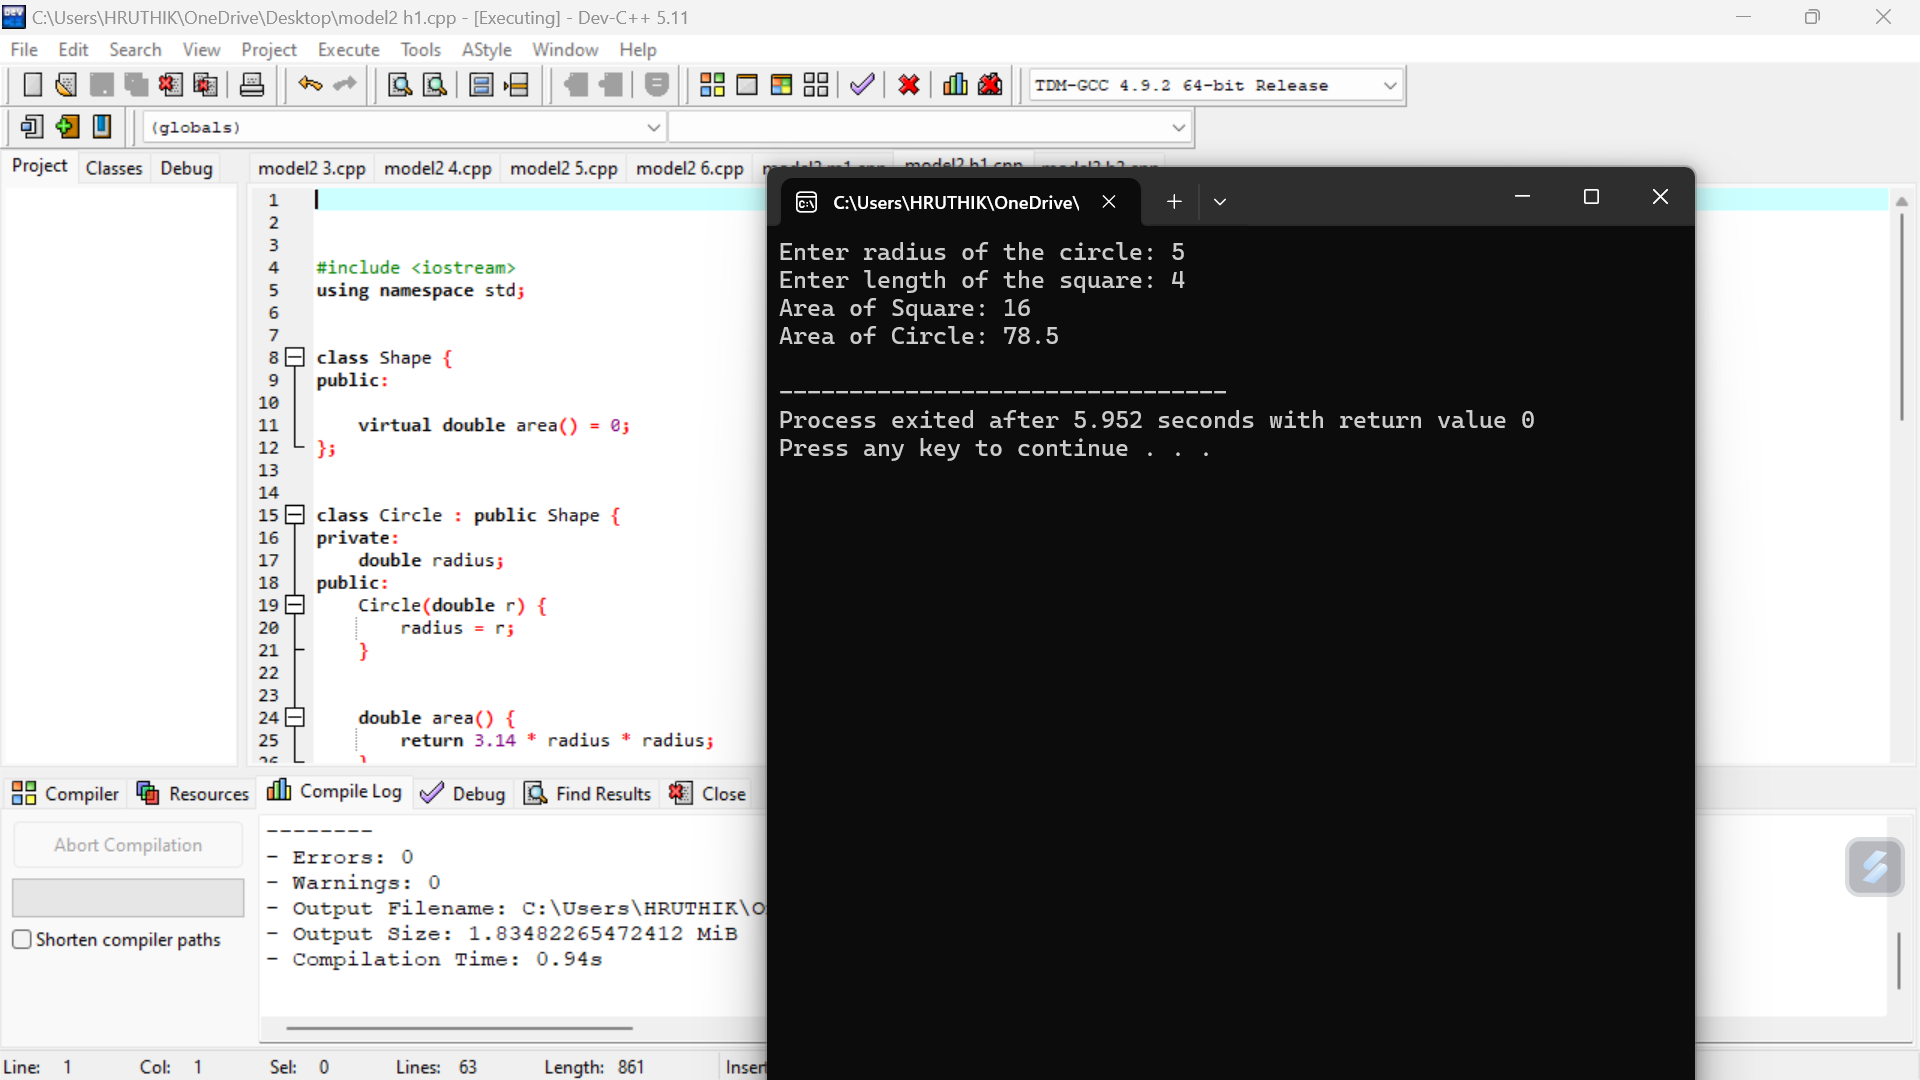 C:\Users\HRUTHIK\OneDrive\Desktop\model2 h1.cpp - [Executing] - Dev-C++ 5.11
File Edit Search View Project Execute Tools AStyle Window Help
TDM-GCC 4.9.2 64-bit Release
(globals)
Project Classes Debug
model2 3.cpp model2 4.cpp model2 5.cpp model2 6.cpp model2 m1.cpp model2 h1.cpp model2 h2.cpp
1
2
3
4 #include <iostream>
5 using namespace std;
6
7
8 class Shape {
9 public:
10
11 virtual double area() = 0;
12 };
13
14
15 class Circle : public Shape {
16 private:
17 double radius;
18 public:
19 Circle(double r) {
20 radius = r;
21 }
22
23
24 double area() {
25 return 3.14 * radius * radius;
26 }
C:\Users\HRUTHIK\OneDrive\
Enter radius of the circle: 5
Enter length of the square: 4
Area of Square: 16
Area of Circle: 78.5
--------------------------------
Process exited after 5.952 seconds with return value 0
Press any key to continue . . .
Compiler Resources Compile Log Debug Find Results Close
Abort Compilation
Shorten compiler paths
--------
- Errors: 0
- Warnings: 0
- Output Filename: C:\Users\HRUTHIK\O
- Output Size: 1.83482265472412 MiB
- Compilation Time: 0.94s
Line: 1 Col: 1 Sel: 0 Lines: 63 Length: 861 Insert